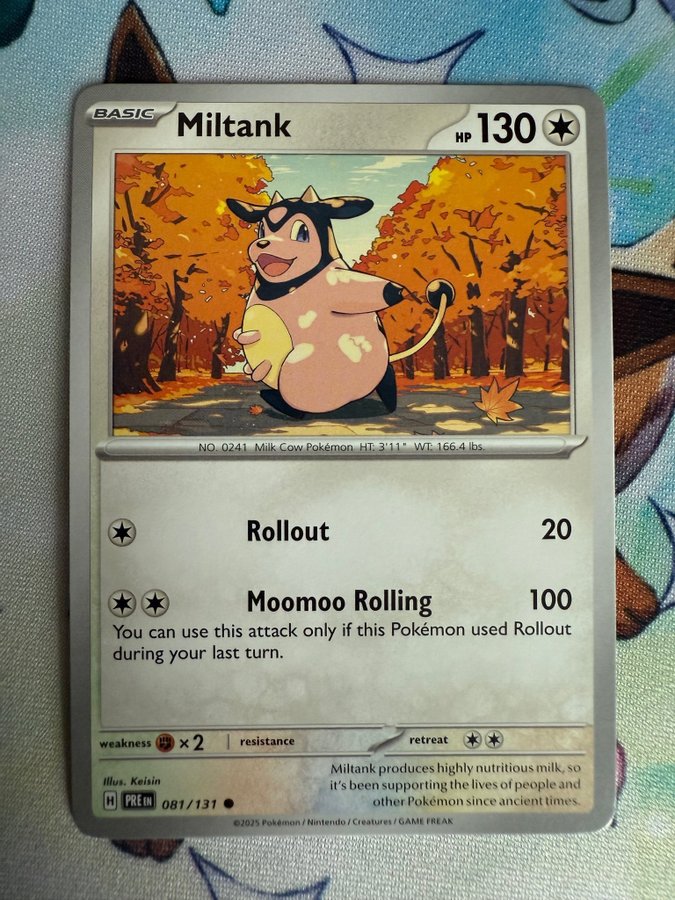 BASIC Miltank HP 130
NO. 0241 Milk Cow Pokémon HT: 3'11" WT: 166.4 lbs.
Rollout 20
Moomoo Rolling 100
You can use this attack only if this Pokémon used Rollout
during your last turn.
weakness ×2 resistance retreat
Illus. Keisin
Miltank produces highly nutritious milk, so
it's been supporting the lives of people and
other Pokémon since ancient times.
H PRE EN 081/131
©2025 Pokémon / Nintendo / Creatures / GAME FREAK